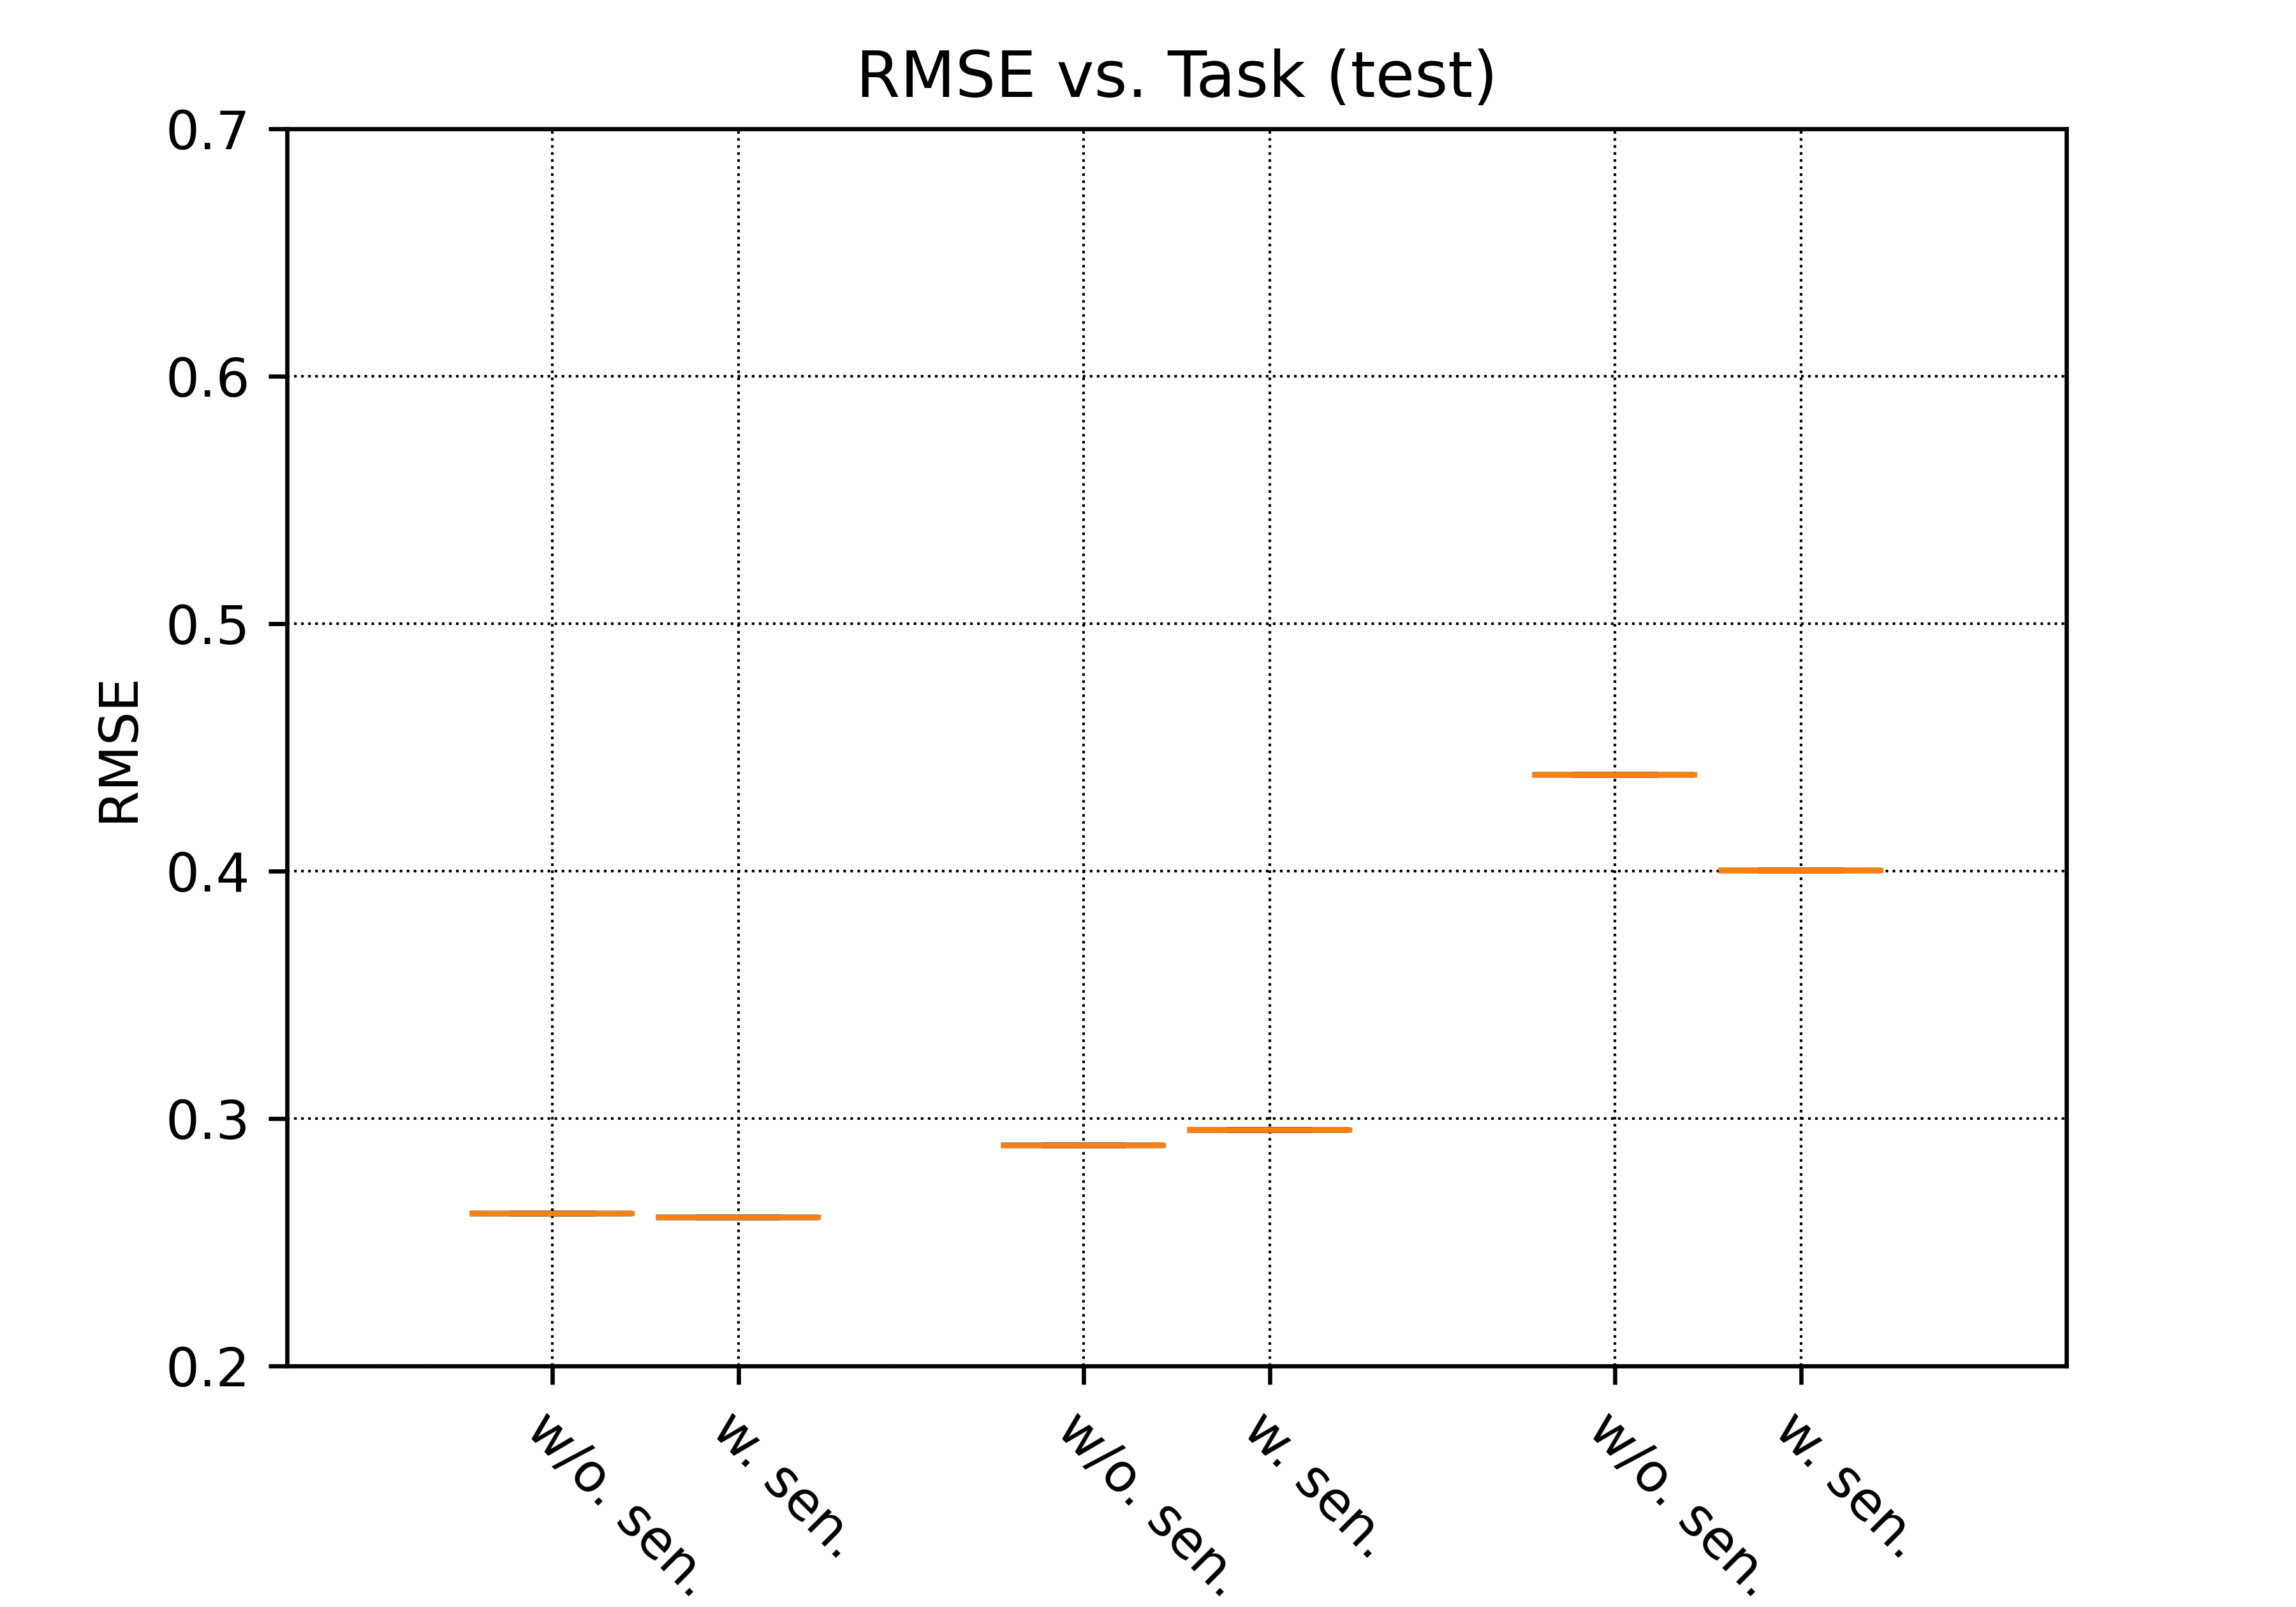 RMSE vs. Task (test)
0.7
0.6
0.5
0.4
0.3
0.2
RMSE
w/o. sen.
w. sen.
w/o. sen.
w. sen.
w/o. sen.
w. sen.